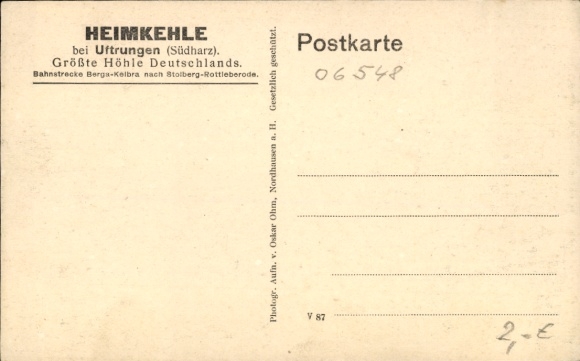 HEIMKEHLE
bei Uftrungen (Südharz).
Größte Höhle Deutschlands.
Bahnstrecke Berga-Kelbra nach Stolberg-Rottleberode.
Photogr. Aufn. v. Oskar Ohm, Nordhausen a. H. Gesetzlich geschützt.
Postkarte
06548
V 87
2,-€